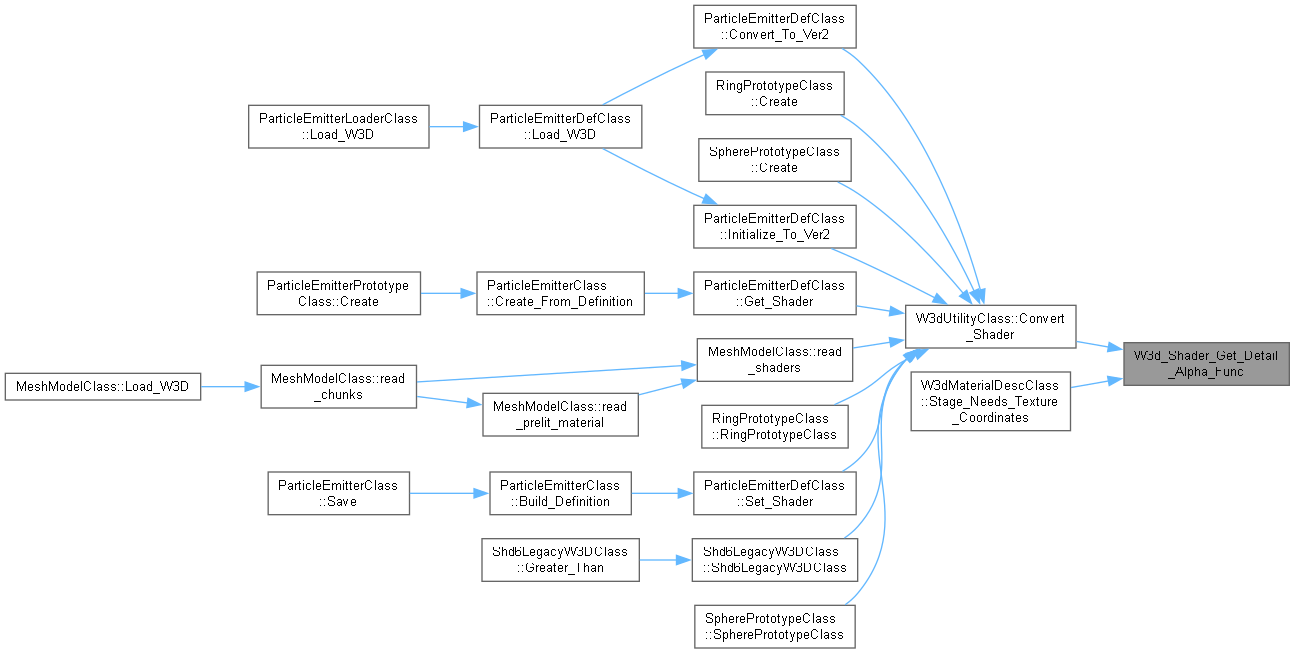 ParticleEmitterDefClass
::Convert_To_Ver2
RingPrototypeClass
::Create
ParticleEmitterLoaderClass
::Load_W3D
ParticleEmitterDefClass
::Load_W3D
SpherePrototypeClass
::Create
ParticleEmitterDefClass
::Initialize_To_Ver2
ParticleEmitterPrototype
Class::Create
ParticleEmitterClass
::Create_From_Definition
ParticleEmitterDefClass
::Get_Shader
W3dUtilityClass::Convert
_Shader
W3d_Shader_Get_Detail
_Alpha_Func
MeshModelClass::read
_shaders
MeshModelClass::Load_W3D
MeshModelClass::read
_chunks
MeshModelClass::read
_prelit_material
W3dMaterialDescClass
::Stage_Needs_Texture
_Coordinates
RingPrototypeClass
::RingPrototypeClass
ParticleEmitterClass
::Save
ParticleEmitterClass
::Build_Definition
ParticleEmitterDefClass
::Set_Shader
Shd6LegacyW3DClass
::Greater_Than
Shd6LegacyW3DClass
::Shd6LegacyW3DClass
SpherePrototypeClass
::SpherePrototypeClass